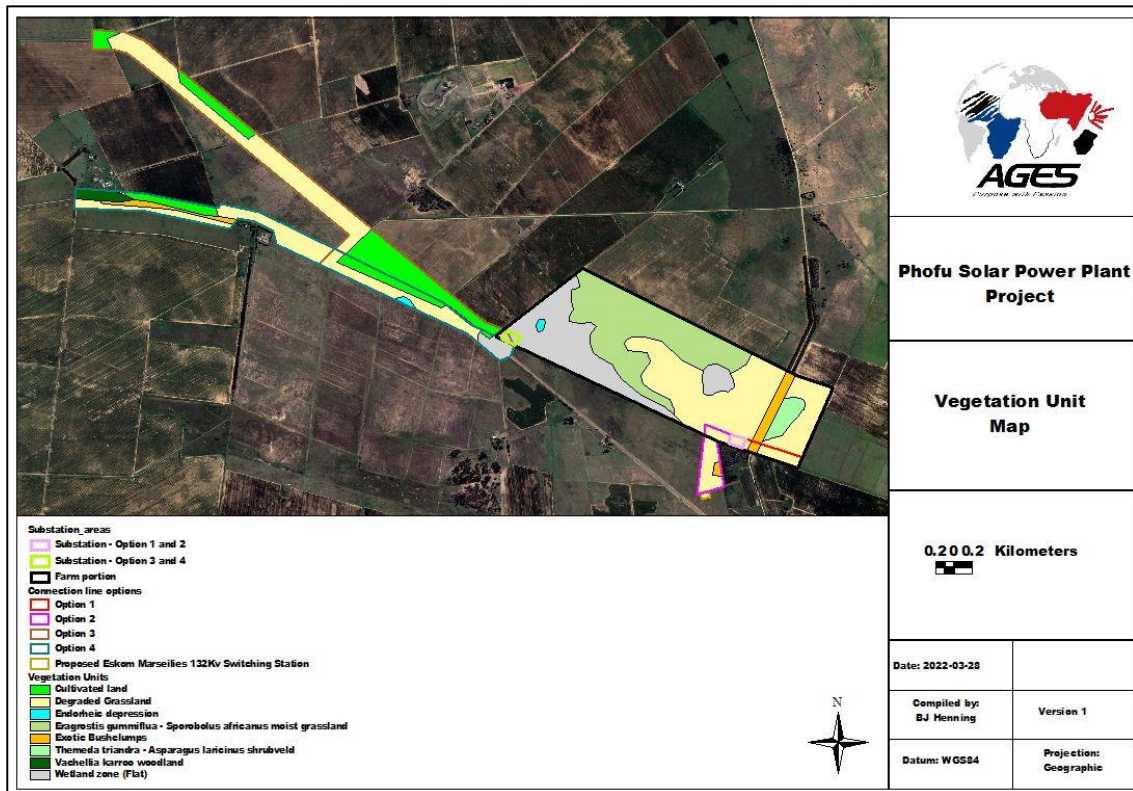 AGES
Purpose with Passion
Phofu Solar Power Plant
Project
Vegetation Unit
Map
0.2 0 0.2 Kilometers
Date: 2022-03-28
Compiled by:
BJ Henning
Version 1
Datum: WGS84
Projection:
Geographic
Substation_areas
Substation - Option 1 and 2
Substation - Option 3 and 4
Farm portion
Connection line options
Option 1
Option 2
Option 3
Option 4
Proposed Eskom Marseilies 132Kv Switching Station
Vegetation Units
Cultivated land
Degraded Grassland
Endorheic depression
Eragrostis gummiflua - Sporobolus africanus moist grassland
Exotic Bushclumps
Themeda triandra - Asparagus laricinus shrubveld
Vachellia karroo woodland
Wetland zone (Flat)
N